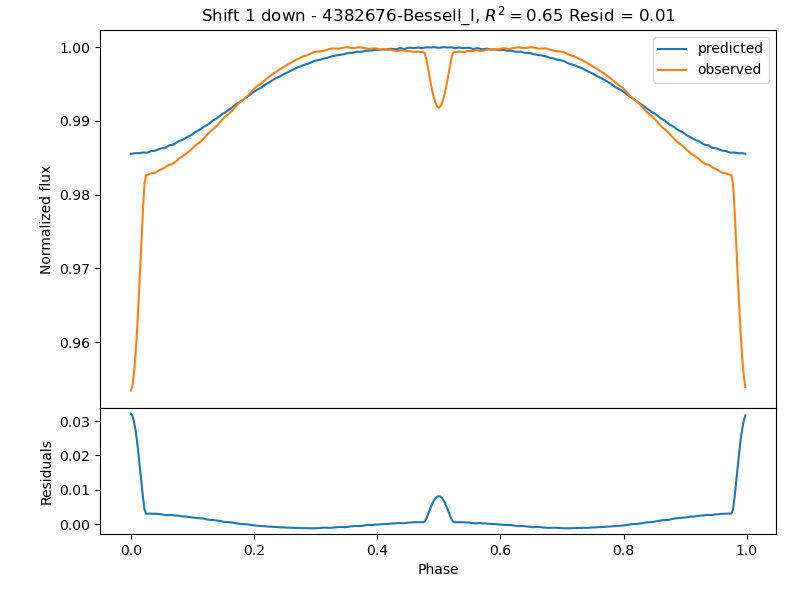 Shift 1 down - 4382676-Bessell_I, R² = 0.65 Resid = 0.01
predicted
observed
Normalized flux
1.00
0.99
0.98
0.97
0.96
Residuals
0.03
0.02
0.01
0.00
0.0 0.2 0.4 0.6 0.8 1.0
Phase